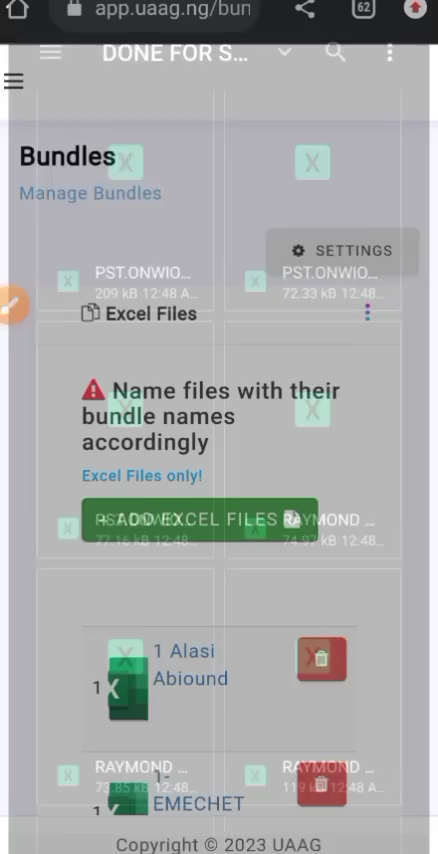 app.uaag.ng/bun
62
DONE FOR S...
Bundles
Manage Bundles
SETTINGS
PST.ONWIO...
209 kB 12:48 A...
PST.ONWIO...
72.33 kB 12:48...
Excel Files
Name files with their
bundle names
accordingly
Excel Files only!
+ ADD EXCEL FILES
RAYMOND ...
77.16 kB 12:48...
74.97 kB 12:48...
1
1 Alasi
Abiound
RAYMOND ...
73.85 kB 12:48...
RAYMOND ...
119 kB 12:48 A...
1
1-
EMECHET
Copyright © 2023 UAAG